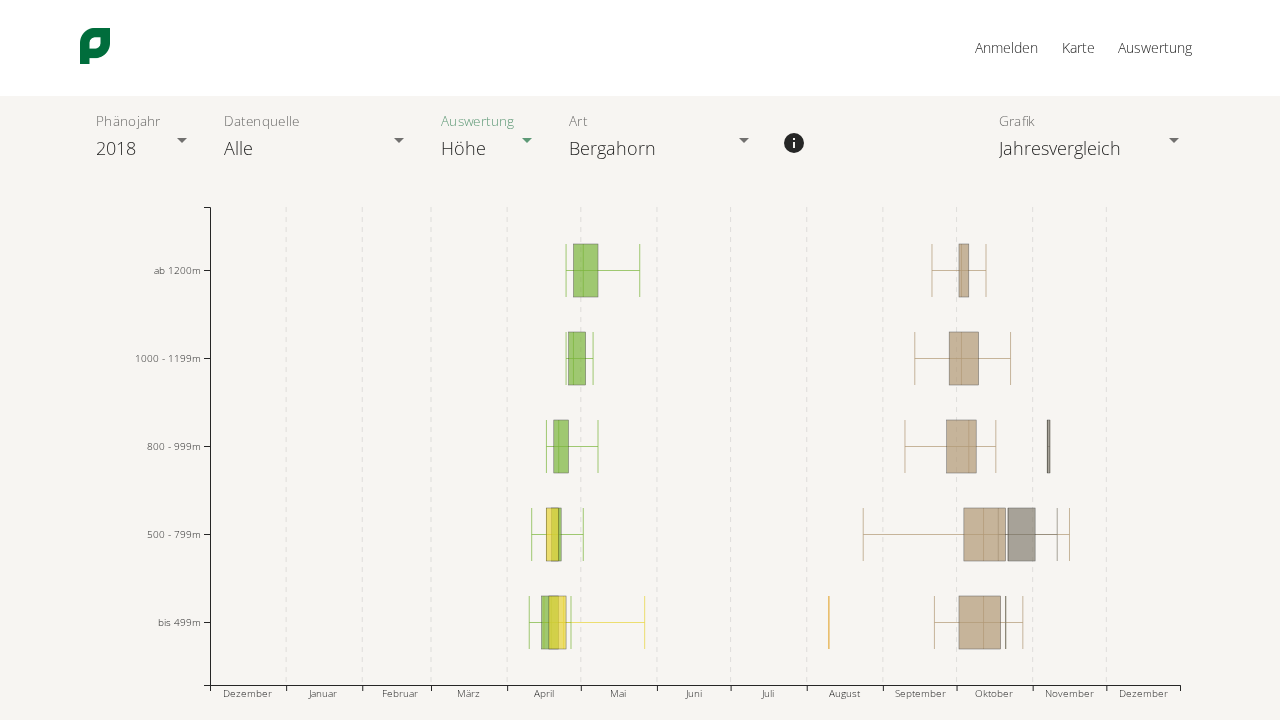 Anmelden Karte Auswertung
Phänojahr Datenquelle Auswertung Art Grafik
2018 Alle Höhe Bergahorn Jahresvergleich
ab 1200m
1000 - 1199m
800 - 999m
500 - 799m
bis 499m
Dezember Januar Februar März April Mai Juni Juli August September Oktober November Dezember